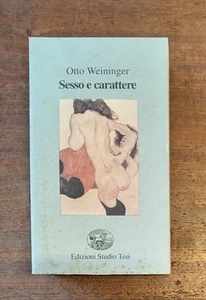 Otto Weininger
Sesso e carattere
Edizioni Studio Tesi